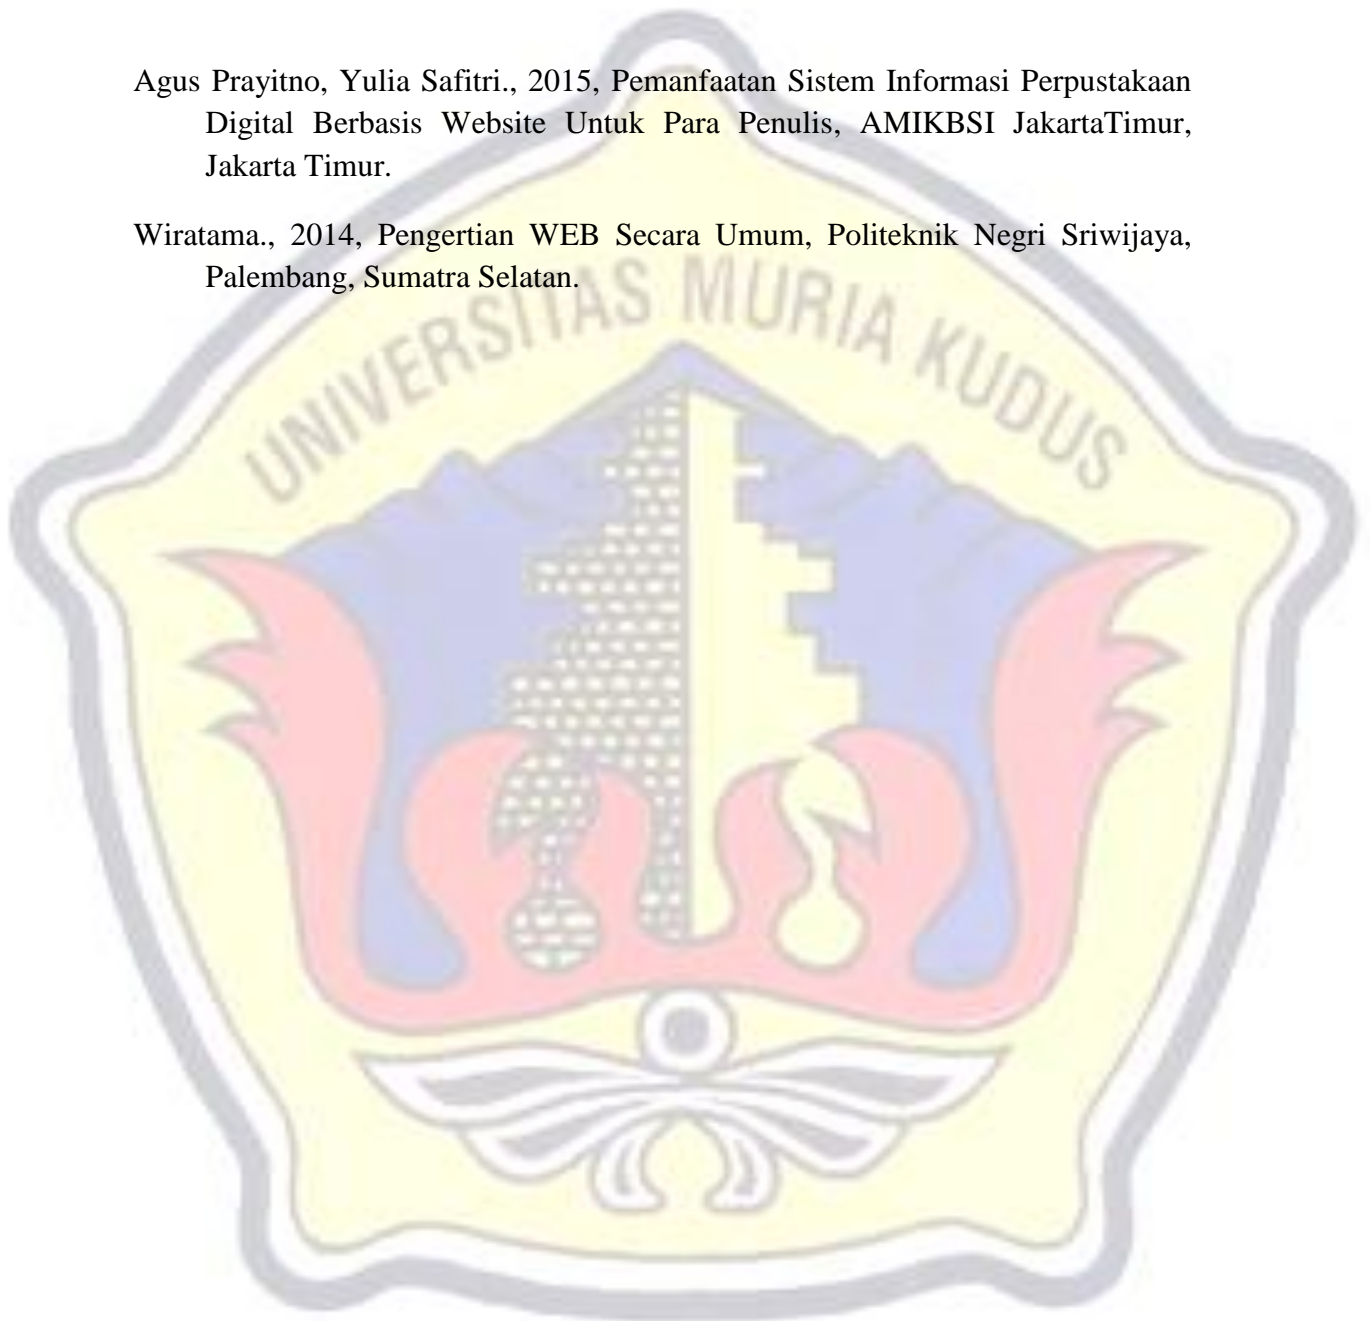 Agus Prayitno, Yulia Safitri., 2015, Pemanfaatan Sistem Informasi Perpustakaan
Digital Berbasis Website Untuk Para Penulis, AMIKBSI JakartaTimur,
Jakarta Timur.
Wiratama., 2014, Pengertian WEB Secara Umum, Politeknik Negri Sriwijaya,
Palembang, Sumatra Selatan.
UNIVERSITAS MURIA KUDUS